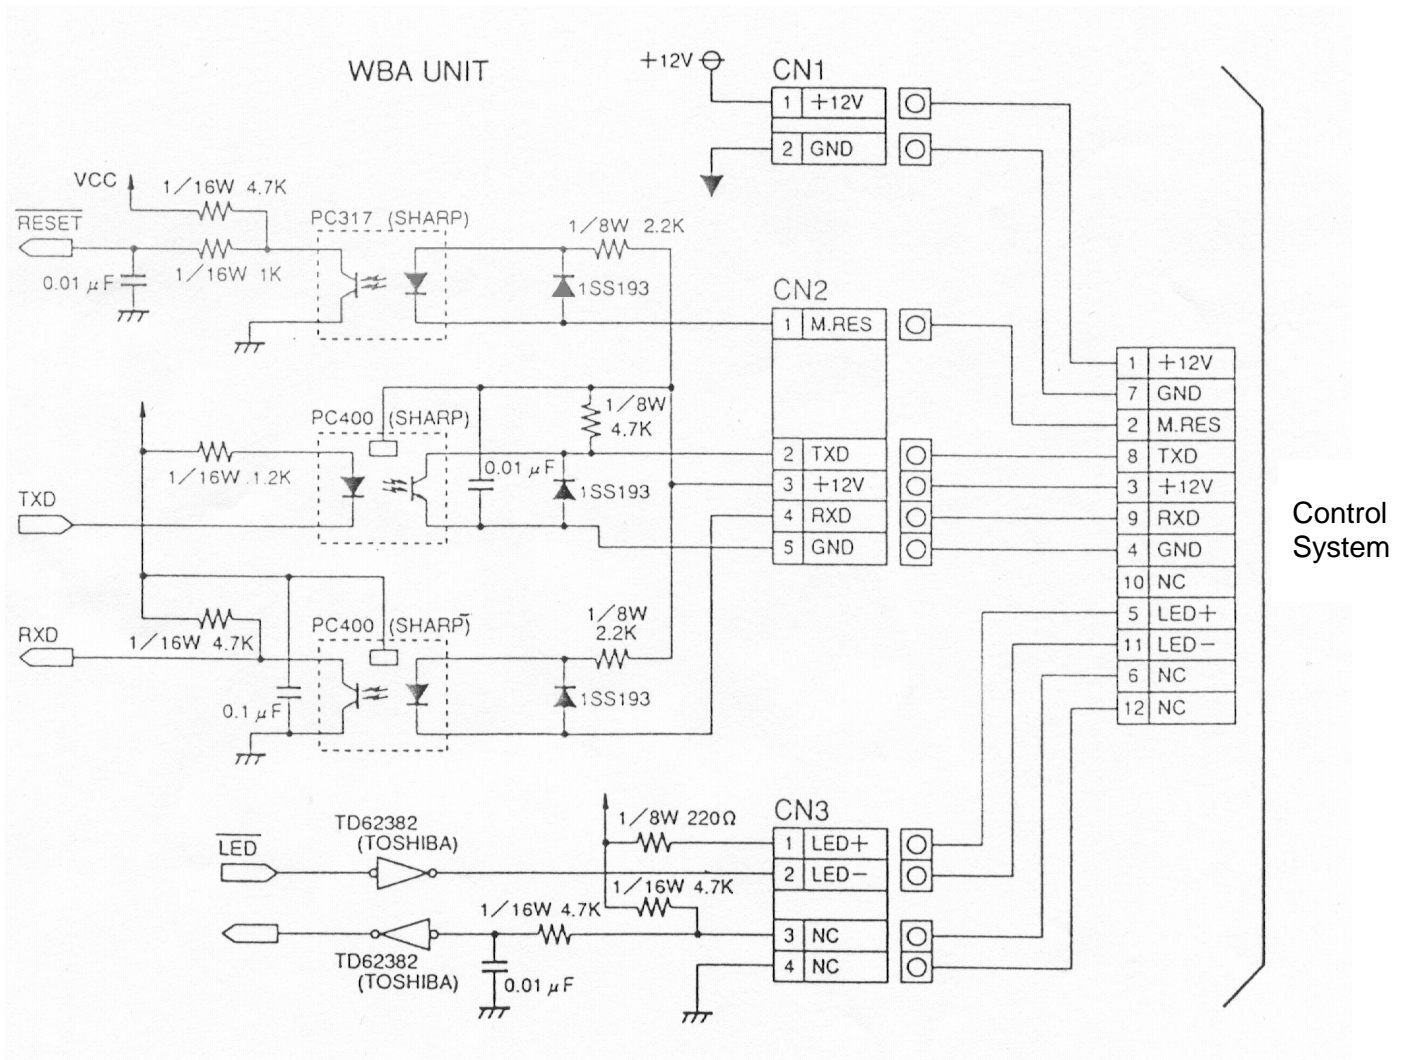 WBA UNIT
+12V
CN1
1 +12V
2 GND
VCC
1/16W 4.7K
RESET
PC317 (SHARP)
1/8W 2.2K
0.01 μF
1/16W 1K
1SS193
CN2
1 M.RES
1 +12V
7 GND
2 M.RES
8 TXD
3 +12V
9 RXD
4 GND
10 NC
5 LED+
11 LED-
6 NC
12 NC
Control
System
PC400 (SHARP)
1/8W
4.7K
1/16W.1.2K
0.01 μF
1SS193
TXD
2 TXD
3 +12V
4 RXD
5 GND
RXD
1/16W 4.7K
PC400 (SHARP)
1/8W
2.2K
0.1 μF
1SS193
CN3
TD62382
(TOSHIBA)
LED
1/8W 220Ω
1 LED+
2 LED-
1/16W 4.7K
1/16W 4.7K
3 NC
4 NC
TD62382
(TOSHIBA)
0.01 μF